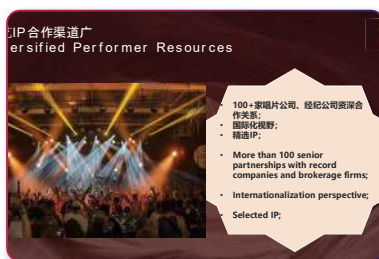 IP合作渠道广
ersified Performer Resources
100+家唱片公司、经纪公司资深合
作关系;
国际化视野;
精选IP;
More than 100 senior
partnerships with record
companies and brokerage firms;
Internationalization perspective;
Selected IP;